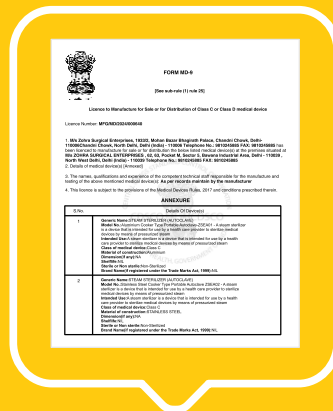 FORM MD-9
[See sub-rule (1) rule 25]
Licence to Manufacture for Sale or for Distribution of Class C or Class D medical device
Licence Number: MFG/MD/2024/000840
1. M/s Zohra Surgical Enterprises, 1932/3, Mohan Bazar Bhagirath Palace, Chandni Chowk, Delhi-
110006Chandni Chowk, North Delhi, Delhi (India) - 110006 Telephone No.: 9810245885 FAX: 9810245885 has
been licenced to manufacture for sale or for distribution the below listed medical device(s) at the premises situated at
M/s ZOHRA SURGICAL ENTERPRISES , 62, 63, Pocket M, Sector 3, Bawana Industrial Area, Delhi - 110039 ,
North West Delhi, Delhi (India) - 110039 Telephone No.: 9810245885 FAX: 9810245885
2. Details of medical device(s) [Annexed]
3. The names, qualifications and experience of the competent technical staff responsible for the manufacture and
testing of the above mentioned medical device(s): As per records maintain by the manufacturer
4. This licence is subject to the provisions of the Medical Devices Rules, 2017 and conditions prescribed therein.
ANNEXURE
S.No. Details Of Device(s)
1 Generic Name:STEAM STERILIZER (AUTOCLAVE)
Model No.:Aluminium Cooker Type Portable Autoclave-ZSEA01 - A steam sterilizer
is a device that is intended for use by a health care provider to sterilize medical
devices by means of pressurized steam
Intended Use:A steam sterilizer is a device that is intended for use by a health
care provider to sterilize medical devices by means of pressurized steam
Class of medical device:Class C
Material of construction:Aluminium
Dimension(if any):NA
Shelflife:NIL
Sterile or Non sterile:Non-Sterilized
Brand Name(if registered under the Trade Marks Act, 1999):NIL
2 Generic Name:STEAM STERILIZER (AUTOCLAVE)
Model No.:Stainless Steel Cooker Type Portable Autoclave-ZSEA02 - A steam
sterilizer is a device that is intended for use by a health care provider to sterilize
medical devices by means of pressurized steam
Intended Use:A steam sterilizer is a device that is intended for use by a health
care provider to sterilize medical devices by means of pressurized steam
Class of medical device:Class C
Material of construction:STAINLESS STEEL
Dimension(if any):NA
Shelflife:NIL
Sterile or Non sterile:Non-Sterilized
Brand Name(if registered under the Trade Marks Act, 1999):NIL